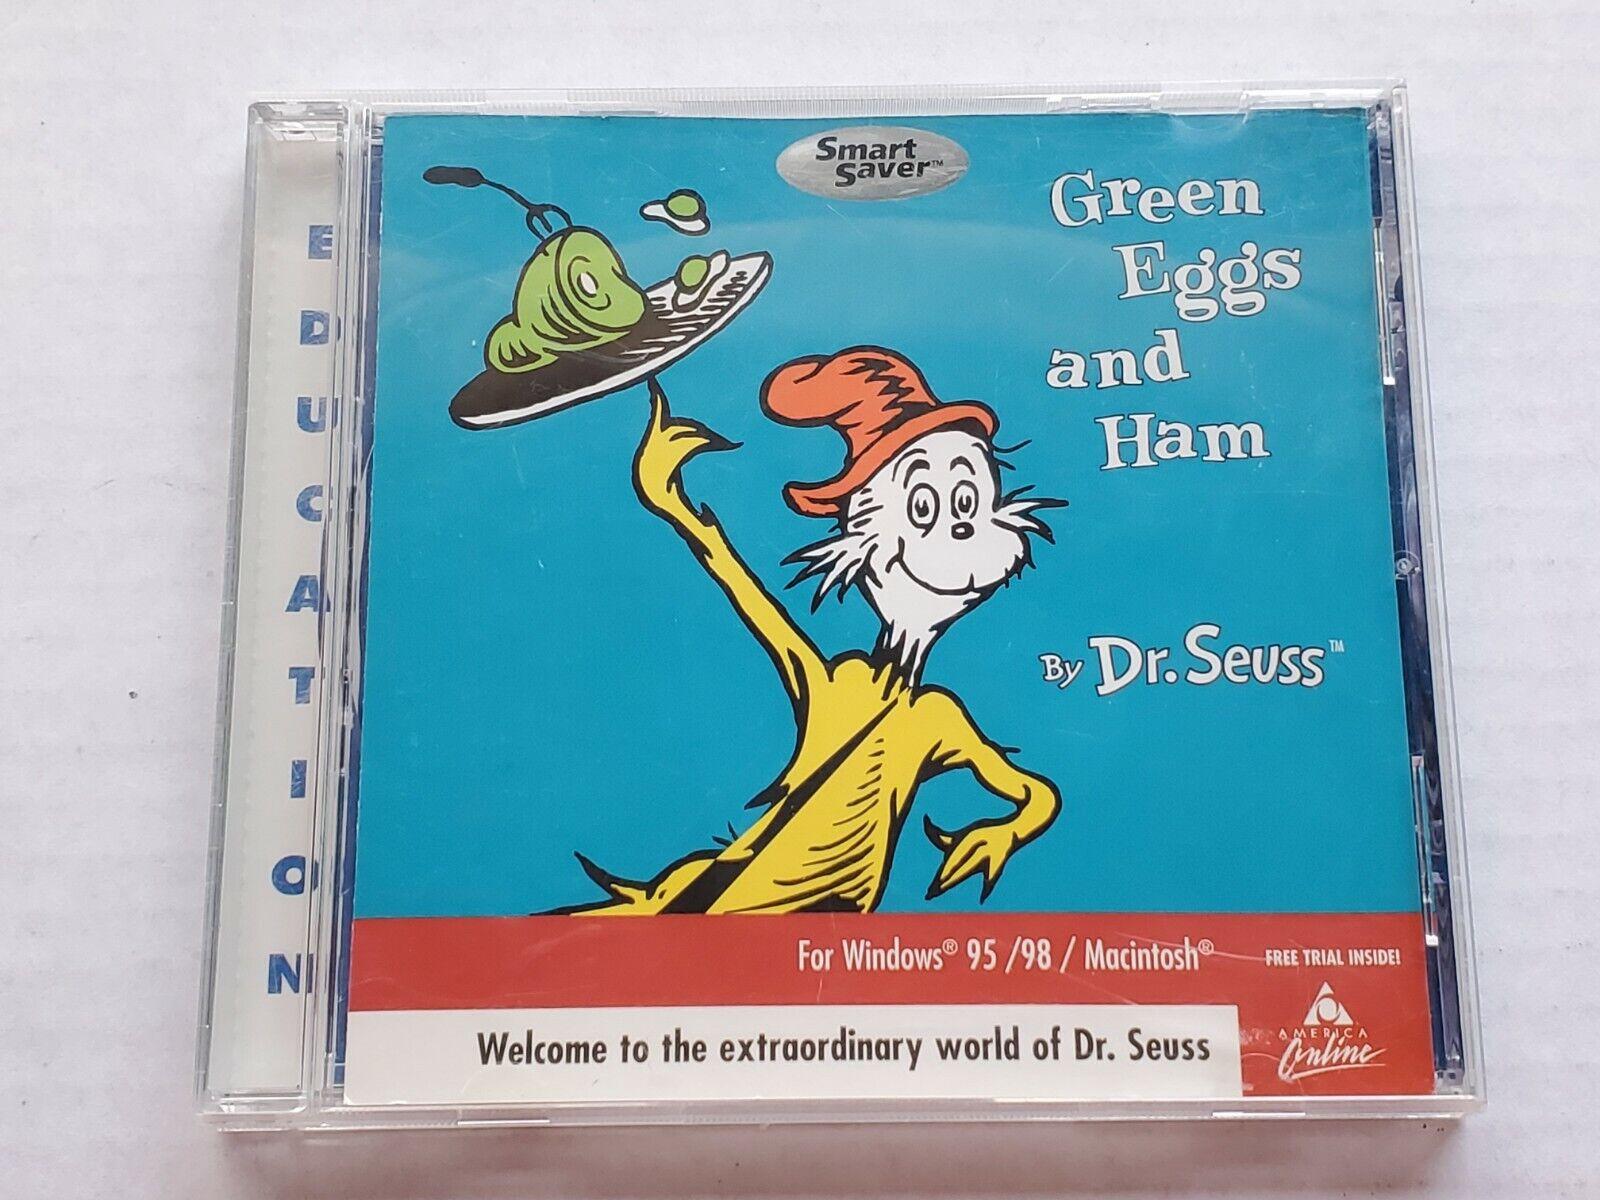 EDUCATION
Smart
Saver™
Green
Eggs
and
Ham
By Dr. Seuss™
For Windows® 95 /98 / Macintosh®
FREE TRIAL INSIDE!
AMERICA
Online
Welcome to the extraordinary world of Dr. Seuss